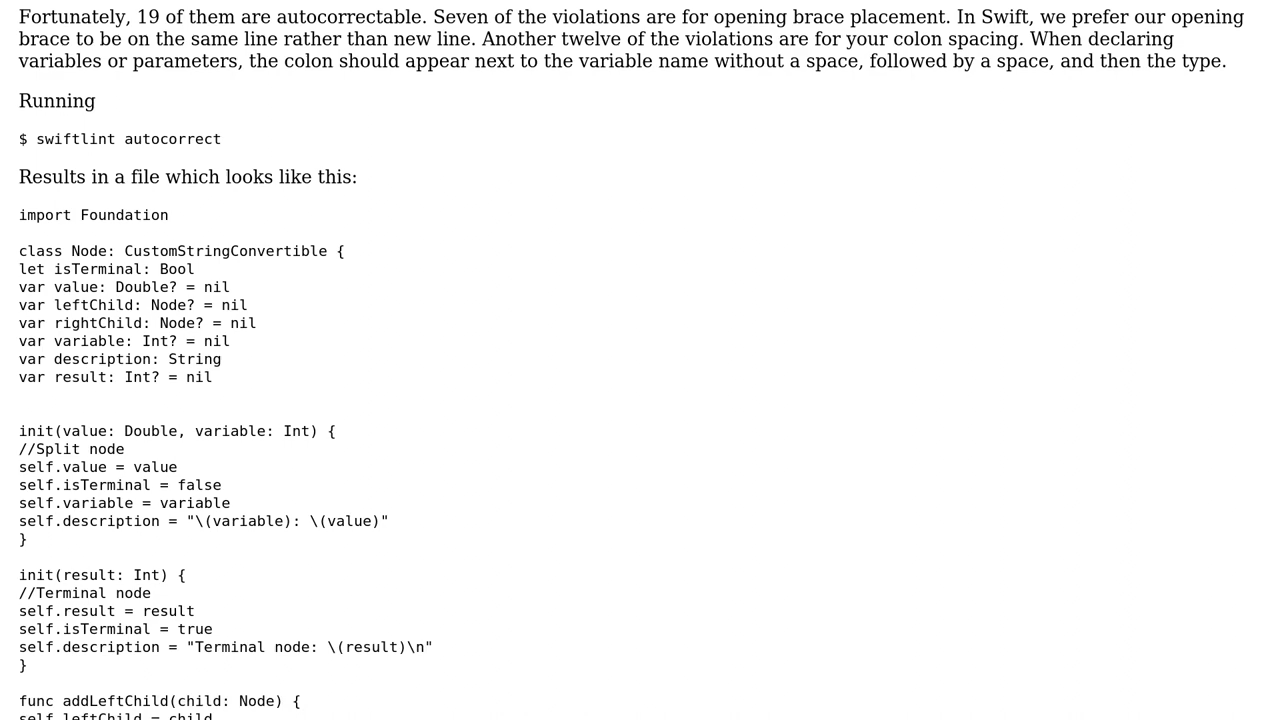 Fortunately, 19 of them are autocorrectable. Seven of the violations are for opening brace placement. In Swift, we prefer our opening
brace to be on the same line rather than new line. Another twelve of the violations are for your colon spacing. When declaring
variables or parameters, the colon should appear next to the variable name without a space, followed by a space, and then the type.
Running
$ swiftlint autocorrect
Results in a file which looks like this:
import Foundation
class Node: CustomStringConvertible {
let isTerminal: Bool
var value: Double? = nil
var leftChild: Node? = nil
var rightChild: Node? = nil
var variable: Int? = nil
var description: String
var result: Int? = nil
init(value: Double, variable: Int) {
//Split node
self.value = value
self.isTerminal = false
self.variable = variable
self.description = "\(variable): \(value)"
}
init(result: Int) {
//Terminal node
self.result = result
self.isTerminal = true
self.description = "Terminal node: \(result)\n"
}
func addLeftChild(child: Node) {
self.leftChild = child